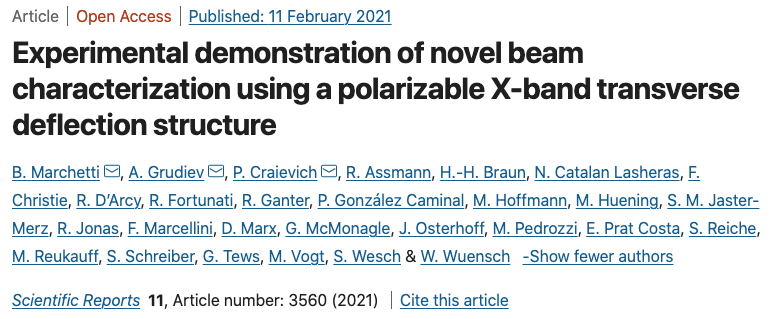 Article | Open Access | Published: 11 February 2021
Experimental demonstration of novel beam
characterization using a polarizable X-band transverse
deflection structure
B. Marchetti, A. Grudiev, P. Craievich, R. Assmann, H.-H. Braun, N. Catalan Lasheras, F.
Christie, R. D’Arcy, R. Fortunati, R. Ganter, P. González Caminal, M. Hoffmann, M. Huening, S. M. Jaster-
Merz, R. Jonas, F. Marcellini, D. Marx, G. McMonagle, J. Osterhoff, M. Pedrozzi, E. Prat Costa, S. Reiche,
M. Reukauff, S. Schreiber, G. Tews, M. Vogt, S. Wesch & W. Wuensch -Show fewer authors
Scientific Reports 11, Article number: 3560 (2021) | Cite this article